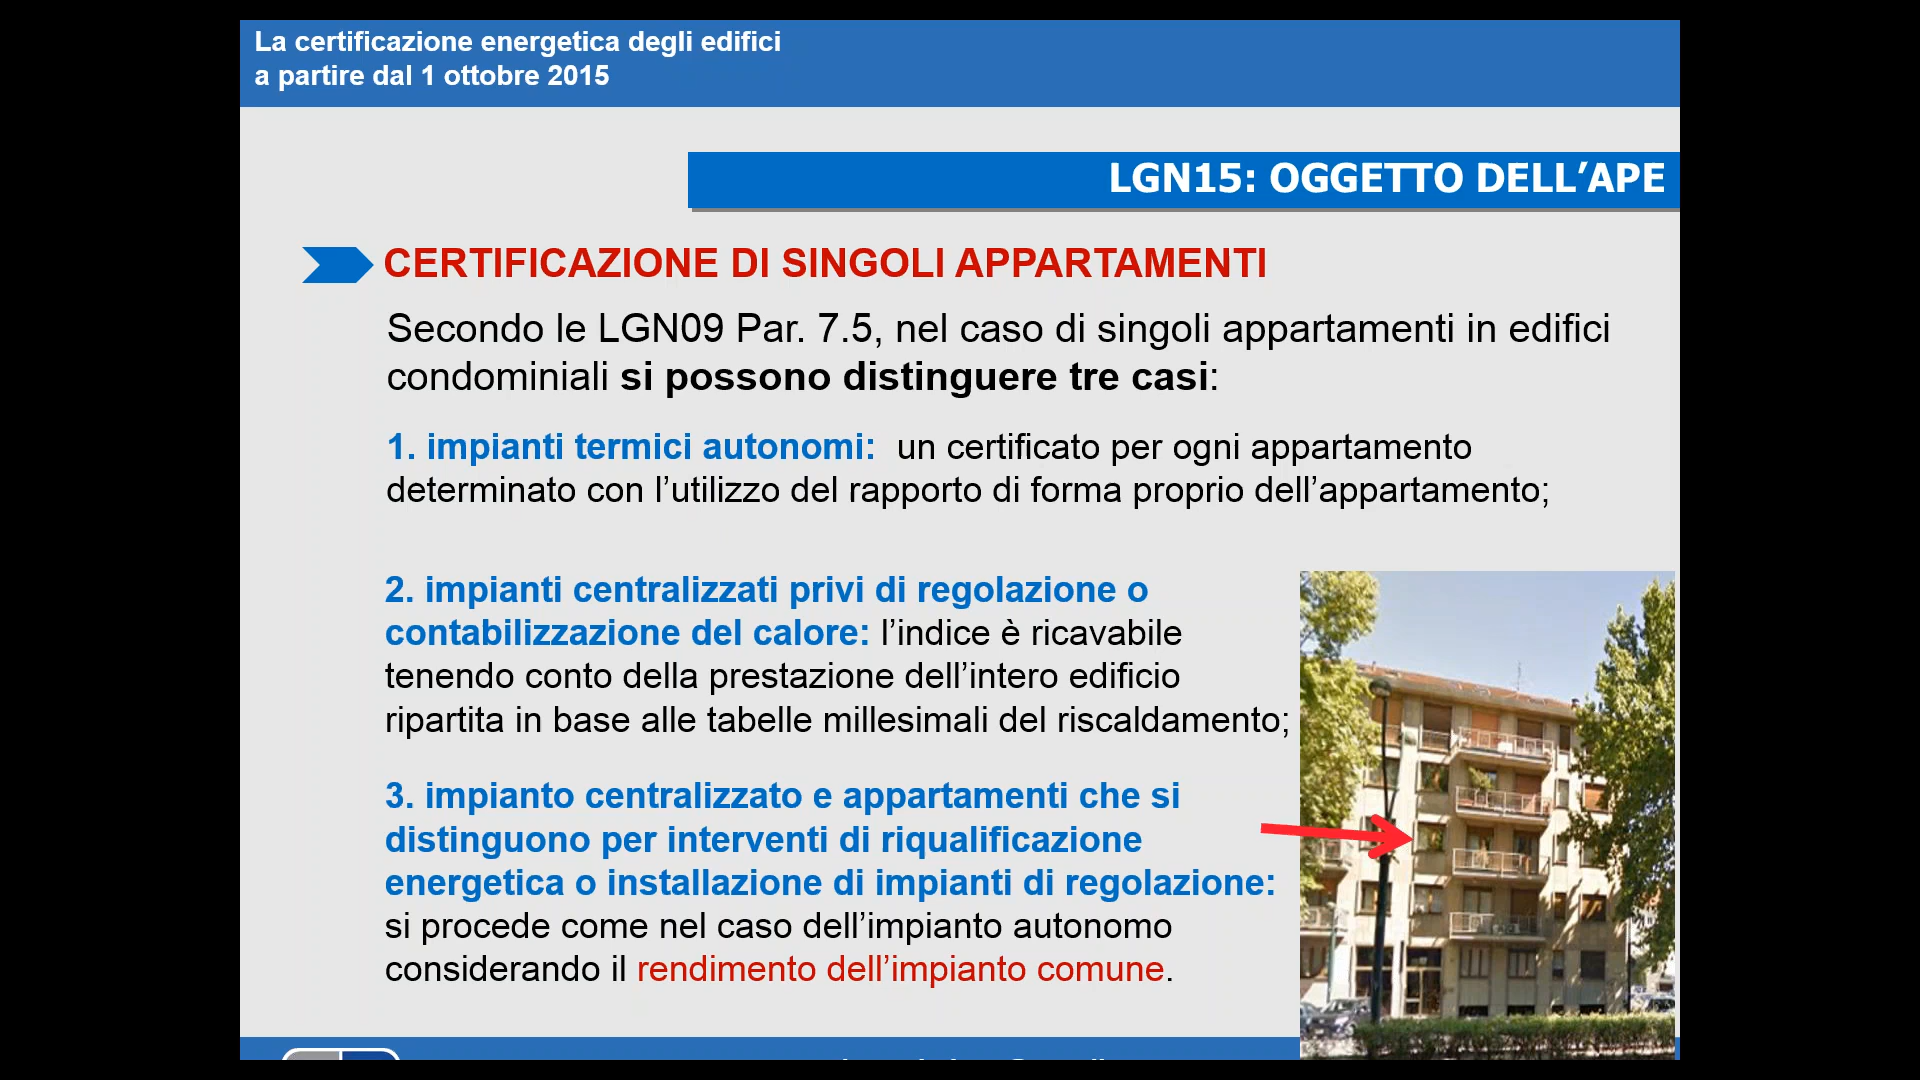 La certificazione energetica degli edifici
a partire dal 1 ottobre 2015
LGN15: OGGETTO DELL’APE
CERTIFICAZIONE DI SINGOLI APPARTAMENTI
Secondo le LGN09 Par. 7.5, nel caso di singoli appartamenti in edifici
condominiali si possono distinguere tre casi:
1. impianti termici autonomi: un certificato per ogni appartamento
determinato con l’utilizzo del rapporto di forma proprio dell’appartamento;
2. impianti centralizzati privi di regolazione o
contabilizzazione del calore: l’indice è ricavabile
tenendo conto della prestazione dell’intero edificio
ripartita in base alle tabelle millesimali del riscaldamento;
3. impianto centralizzato e appartamenti che si
distinguono per interventi di riqualificazione
energetica o installazione di impianti di regolazione:
si procede come nel caso dell’impianto autonomo
considerando il rendimento dell’impianto comune.